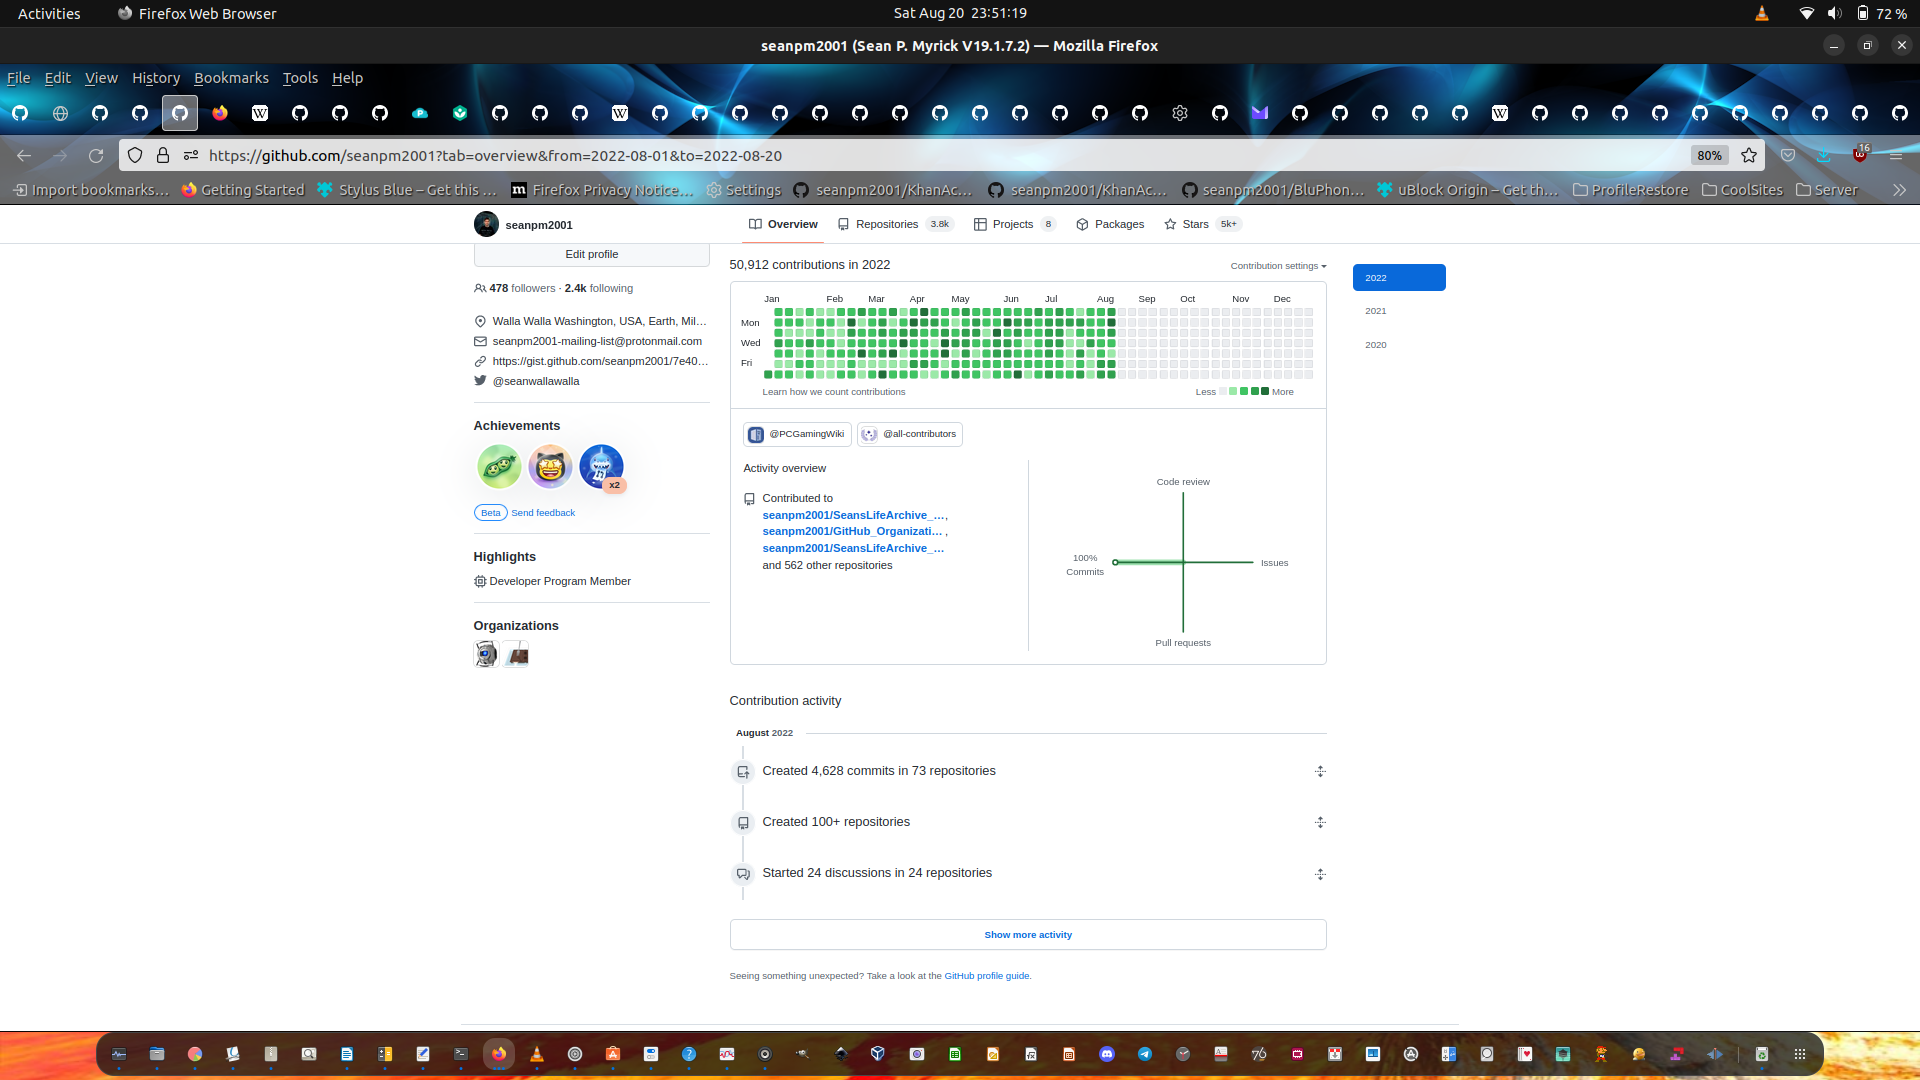 Activities
Firefox Web Browser
Sat Aug 20 23:51:19
72 %
seanpm2001 (Sean P. Myrick V19.1.7.2) — Mozilla Firefox
File Edit View History Bookmarks Tools Help
https://github.com/seanpm2001?tab=overview&from=2022-08-01&to=2022-08-20
80%
16
Import bookmarks…
Getting Started
Stylus Blue – Get this …
Firefox Privacy Notice…
Settings
seanpm2001/KhanAc…
seanpm2001/KhanAc…
seanpm2001/BluPhon…
uBlock Origin – Get th…
ProfileRestore
CoolSites
Server
seanpm2001
Overview
Repositories 3.8k
Projects 8
Packages
Stars 5k+
Edit profile
478 followers · 2.4k following
Walla Walla Washington, USA, Earth, Mil…
seanpm2001-mailing-list@protonmail.com
https://gist.github.com/seanpm2001/7e40…
@seanwallawalla
Achievements
x2
Beta Send feedback
Highlights
Developer Program Member
Organizations
50,912 contributions in 2022
Contribution settings
Jan Feb Mar Apr May Jun Jul Aug Sep Oct Nov Dec
Mon
Wed
Fri
Learn how we count contributions
Less More
@PCGamingWiki
@all-contributors
Activity overview
Contributed to
seanpm2001/SeansLifeArchive_…,
seanpm2001/GitHub_Organizati… ,
seanpm2001/SeansLifeArchive_…
and 562 other repositories
Code review
100%
Commits
Issues
Pull requests
2022
2021
2020
Contribution activity
August 2022
Created 4,628 commits in 73 repositories
Created 100+ repositories
Started 24 discussions in 24 repositories
Show more activity
Seeing something unexpected? Take a look at the GitHub profile guide.